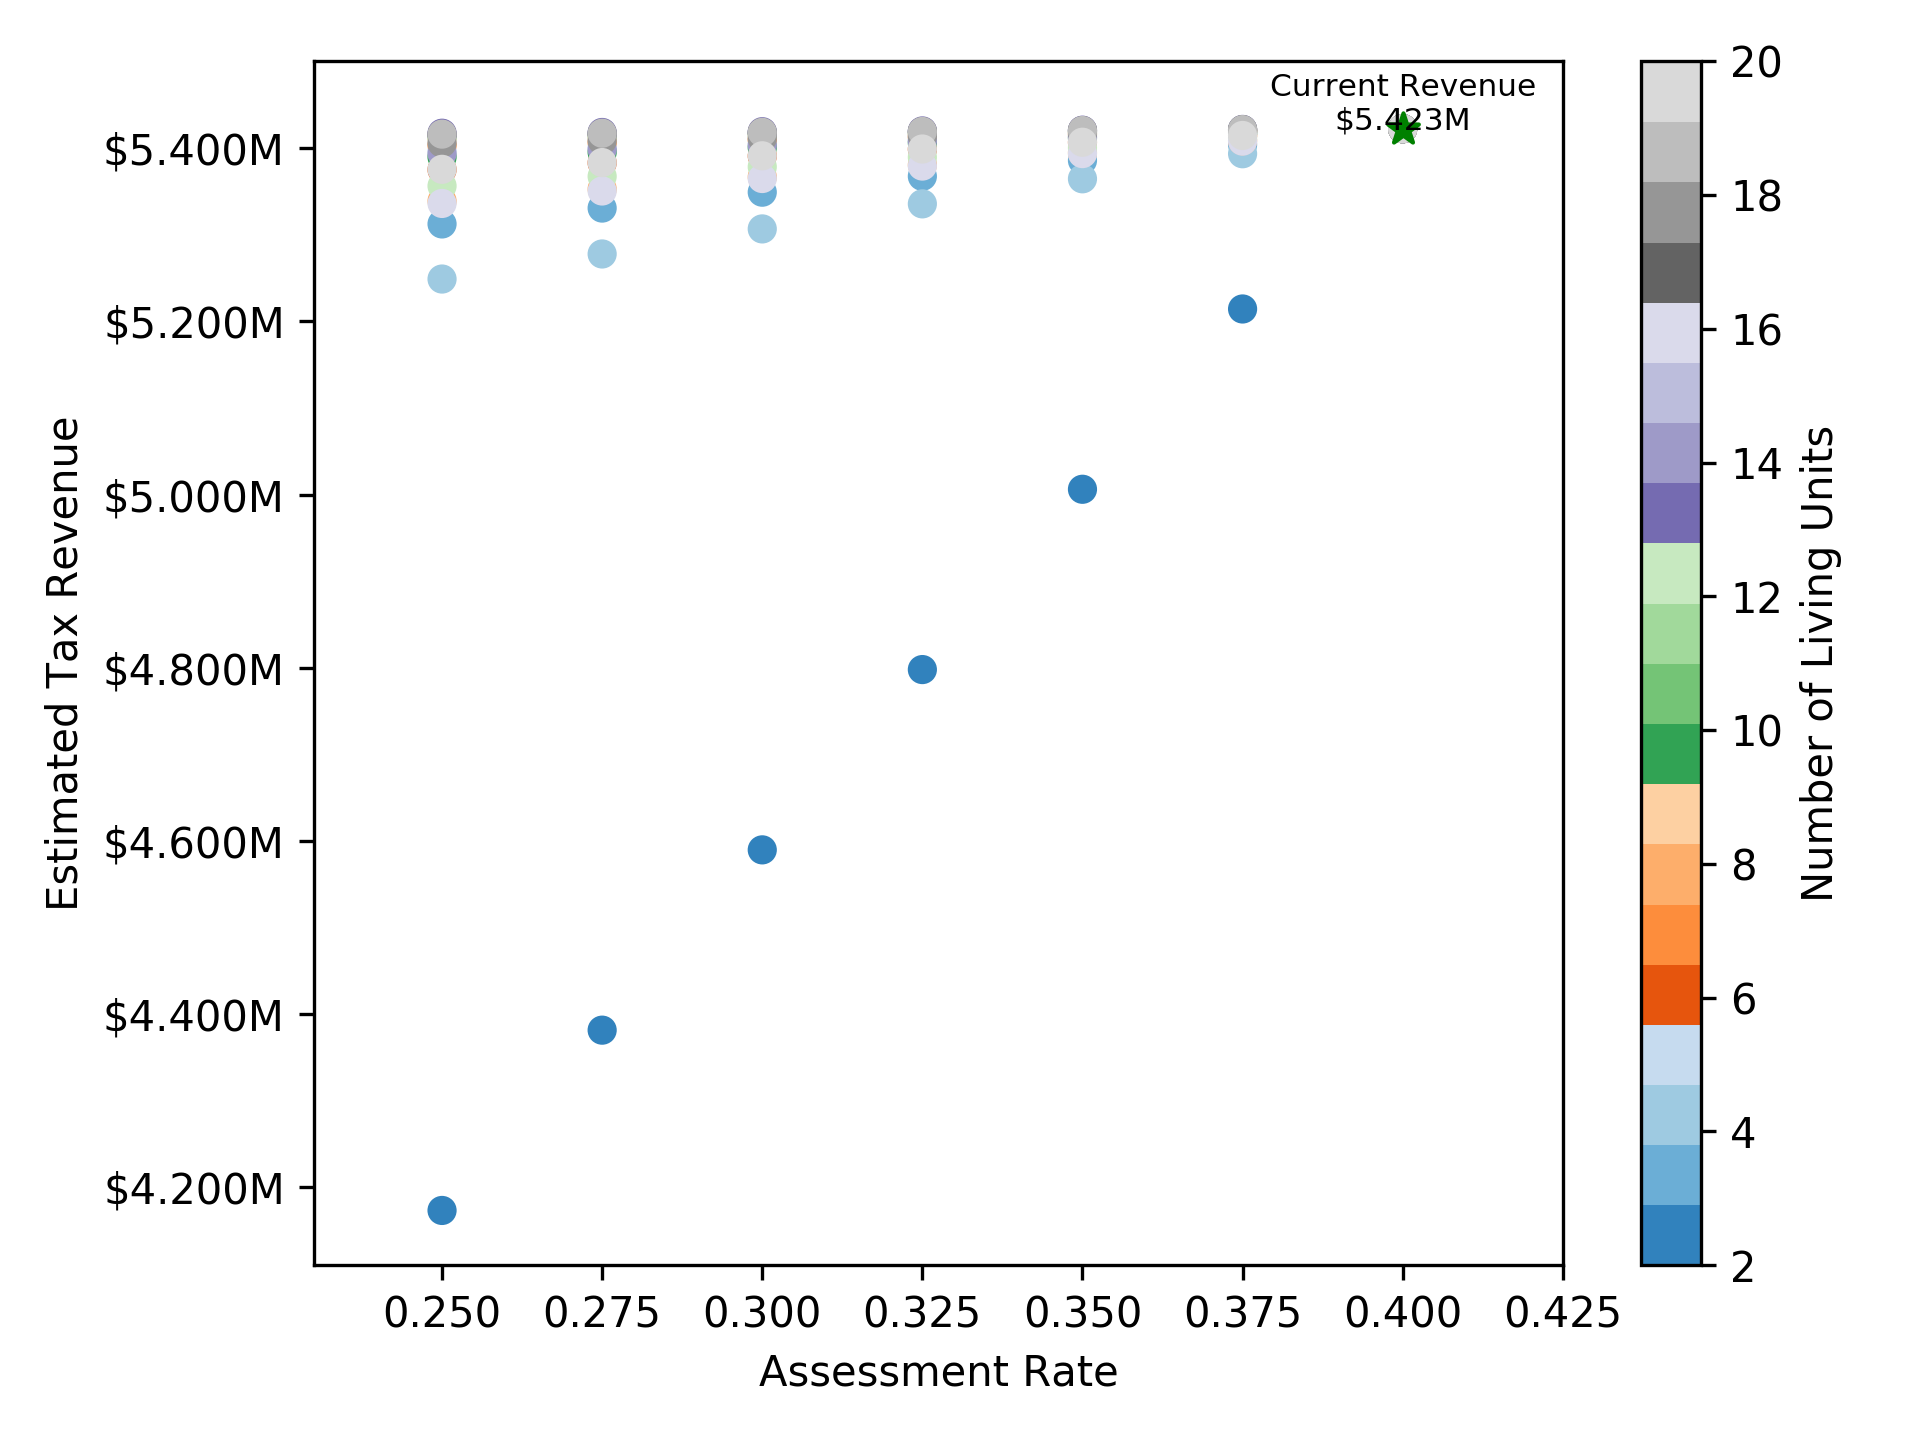 Current Revenue
$5.423M
$5.400M
$5.200M
$5.000M
$4.800M
$4.600M
$4.400M
$4.200M
Estimated Tax Revenue
0.250 0.275 0.300 0.325 0.350 0.375 0.400 0.425
Assessment Rate
20
18
16
14
12
10
8
6
4
2
Number of Living Units